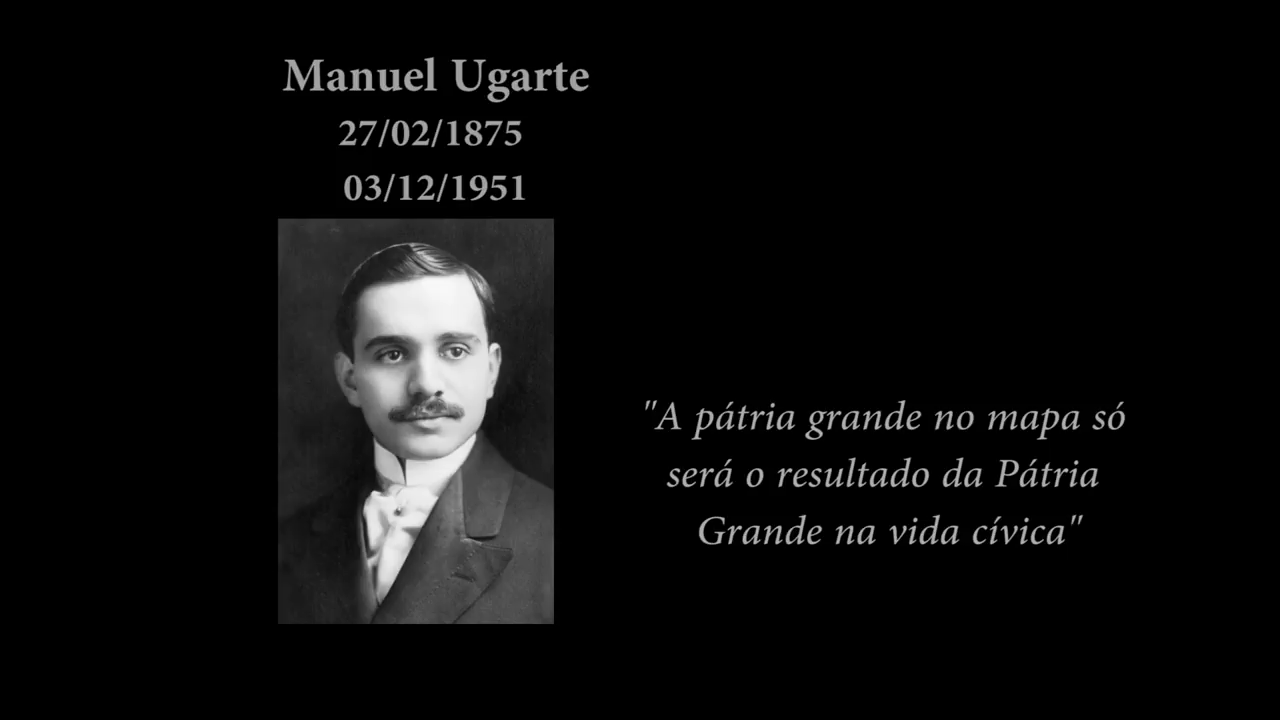 Manuel Ugarte
27/02/1875
03/12/1951
"A pátria grande no mapa só
será o resultado da Pátria
Grande na vida cívica"